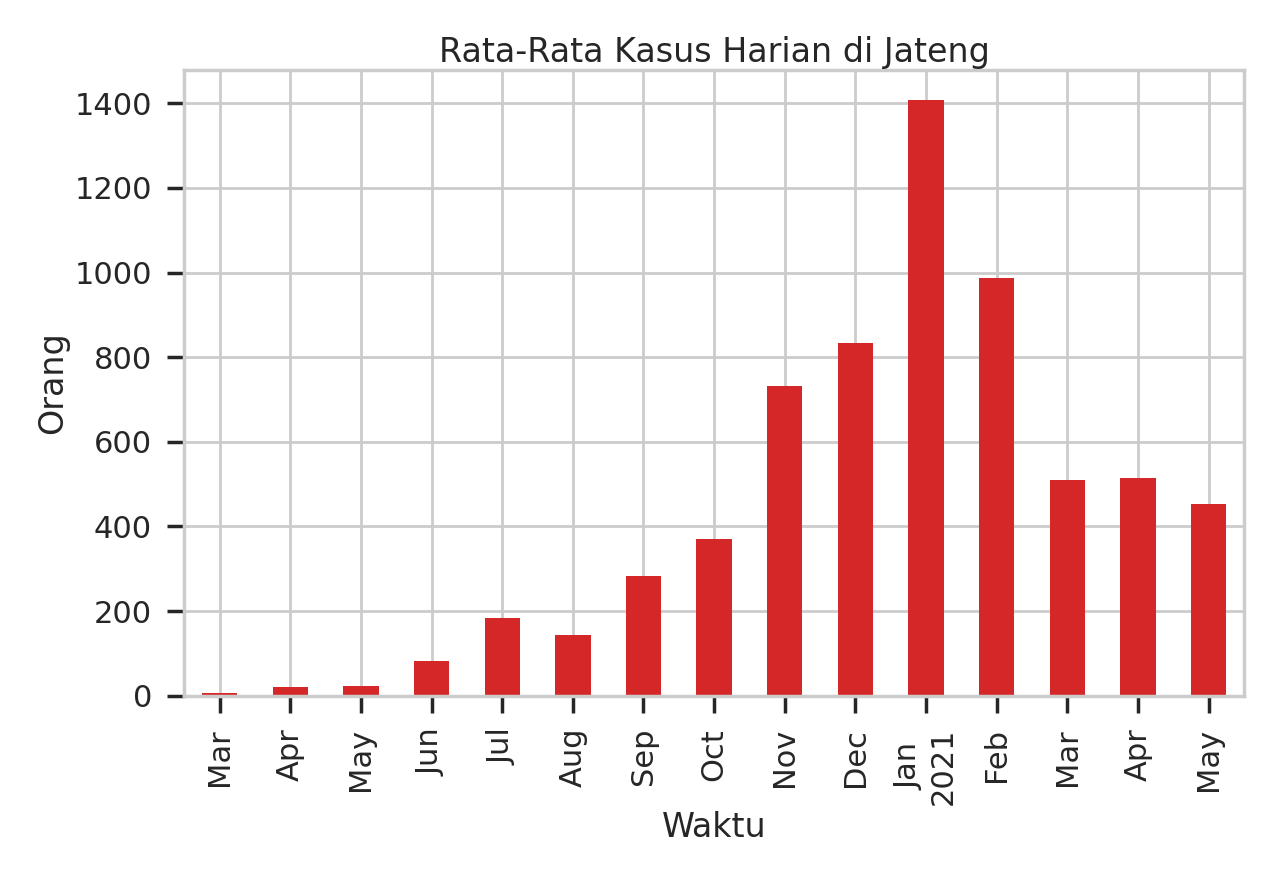 Rata-Rata Kasus Harian di Jateng
1400
1200
1000
800
600
400
200
0
Orang
Mar
Apr
May
Jun
Jul
Aug
Sep
Oct
Nov
Dec
Jan
2021
Feb
Mar
Apr
May
Waktu